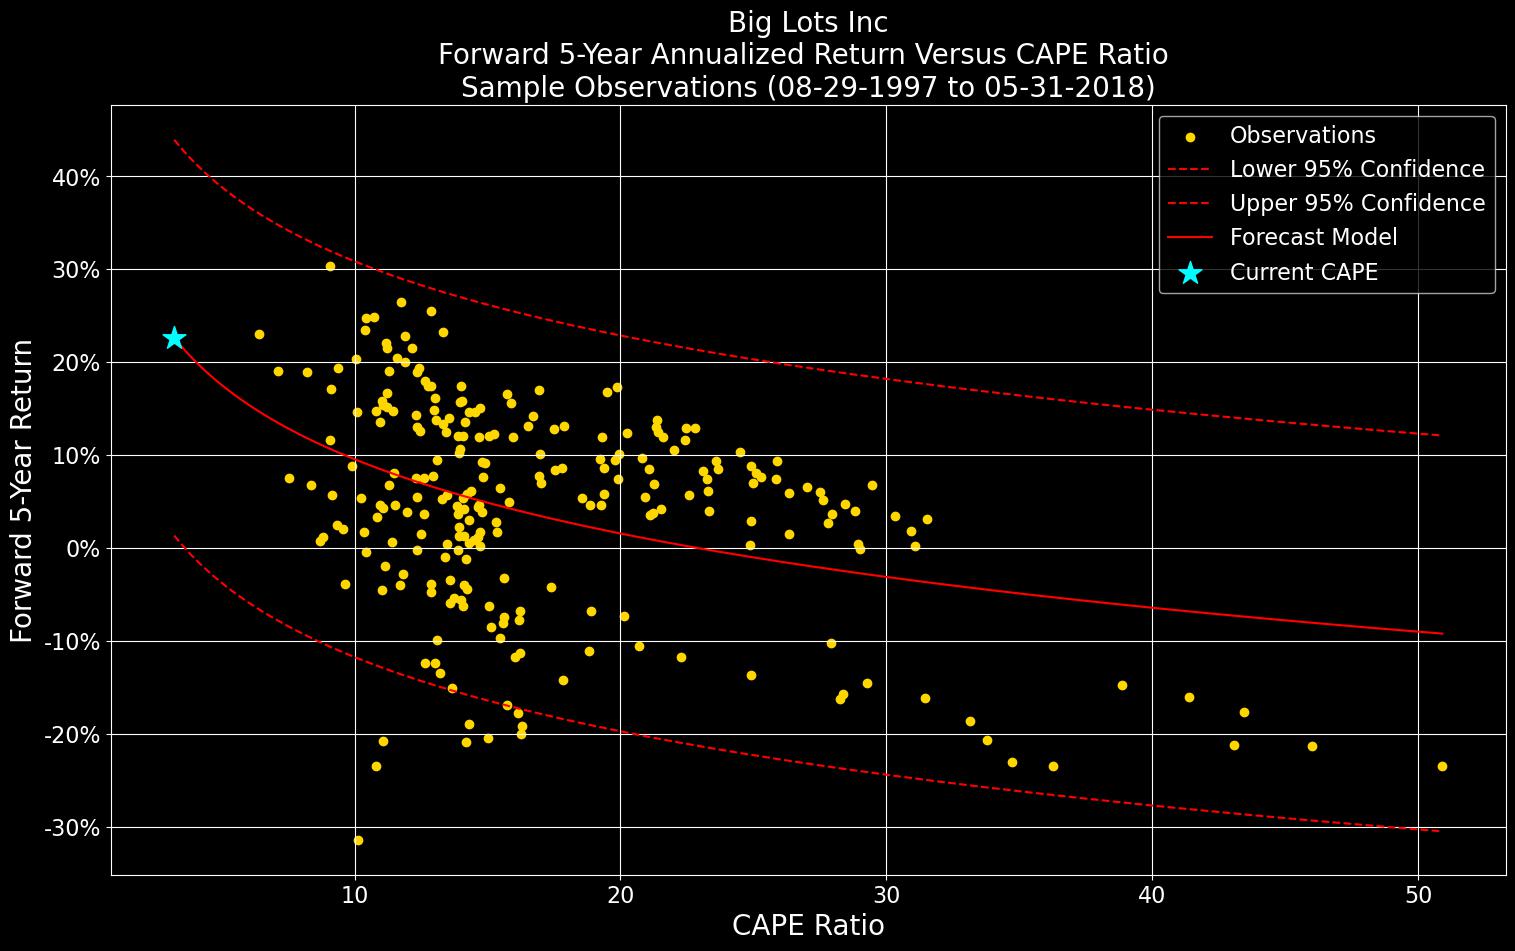 Big Lots Inc
Forward 5-Year Annualized Return Versus CAPE Ratio
Sample Observations (08-29-1997 to 05-31-2018)
Observations
Lower 95% Confidence
Upper 95% Confidence
Forecast Model
Current CAPE
Forward 5-Year Return
40%
30%
20%
10%
0%
-10%
-20%
-30%
10 20 30 40 50
CAPE Ratio